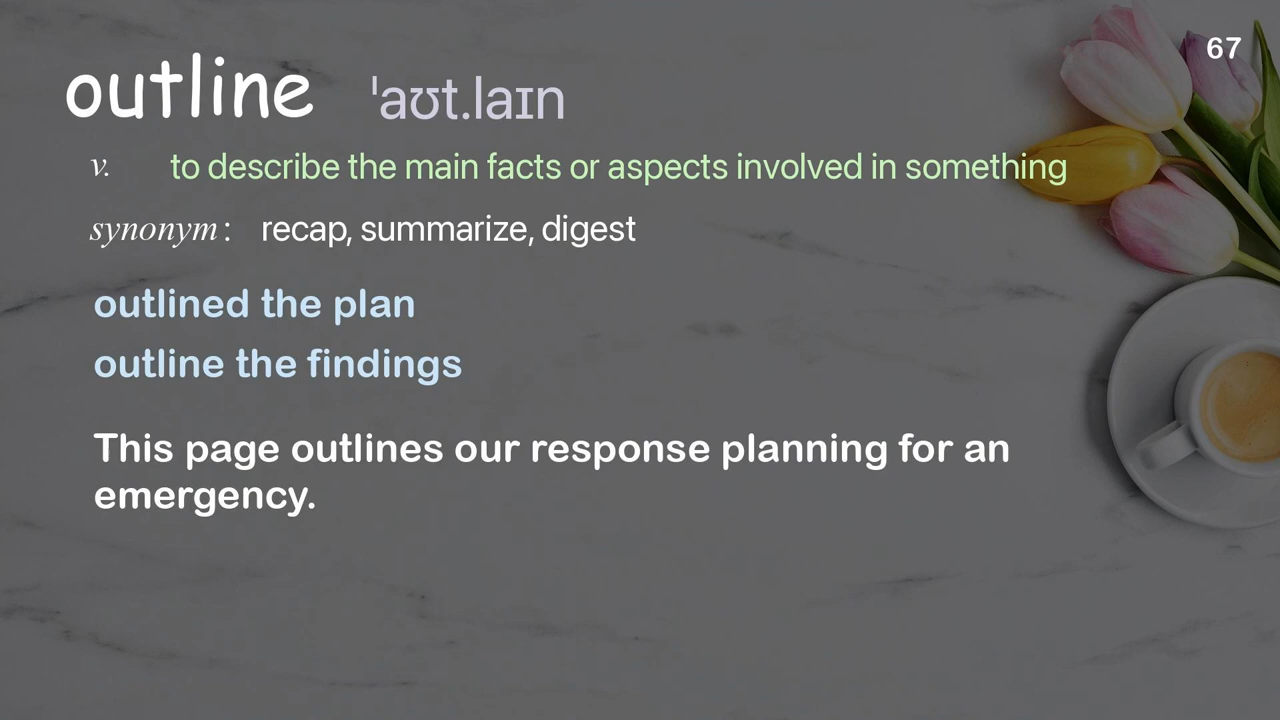 67
outline ˈaʊt.laɪn
v. to describe the main facts or aspects involved in something
synonym : recap, summarize, digest
outlined the plan
outline the findings
This page outlines our response planning for an
emergency.